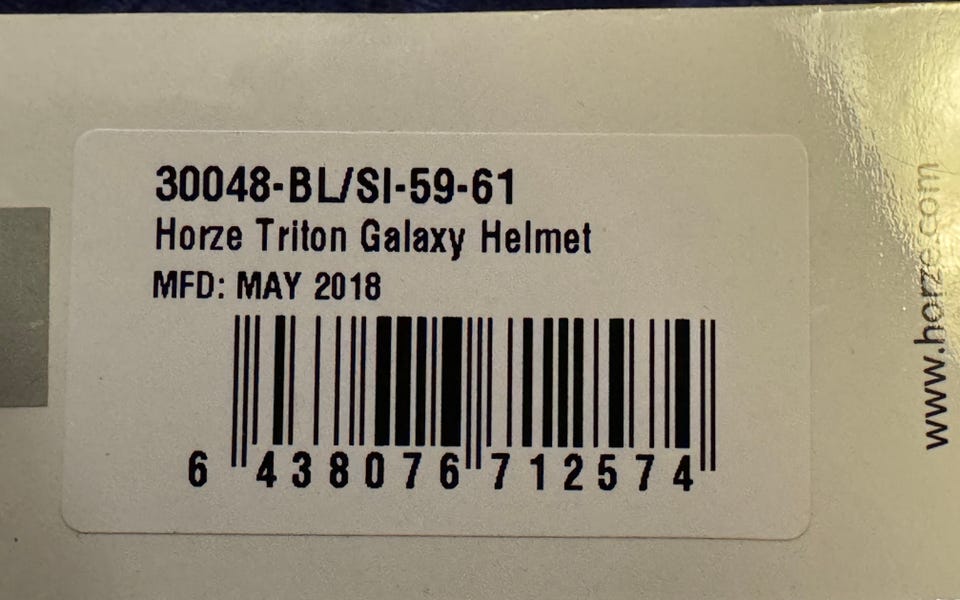 30048-BL/SI-59-61
Horze Triton Galaxy Helmet
MFD: MAY 2018
6 438076 712574
www.horze.com